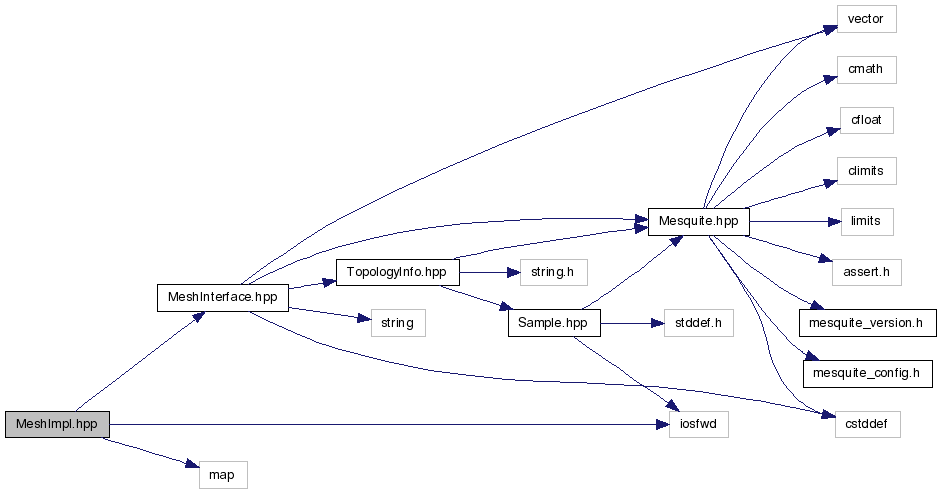 vector
cmath
cfloat
climits
Mesquite.hpp
limits
TopologyInfo.hpp
string.h
assert.h
MeshInterface.hpp
string
Sample.hpp
stddef.h
mesquite_version.h
mesquite_config.h
MeshImpl.hpp
iosfwd
cstddef
map